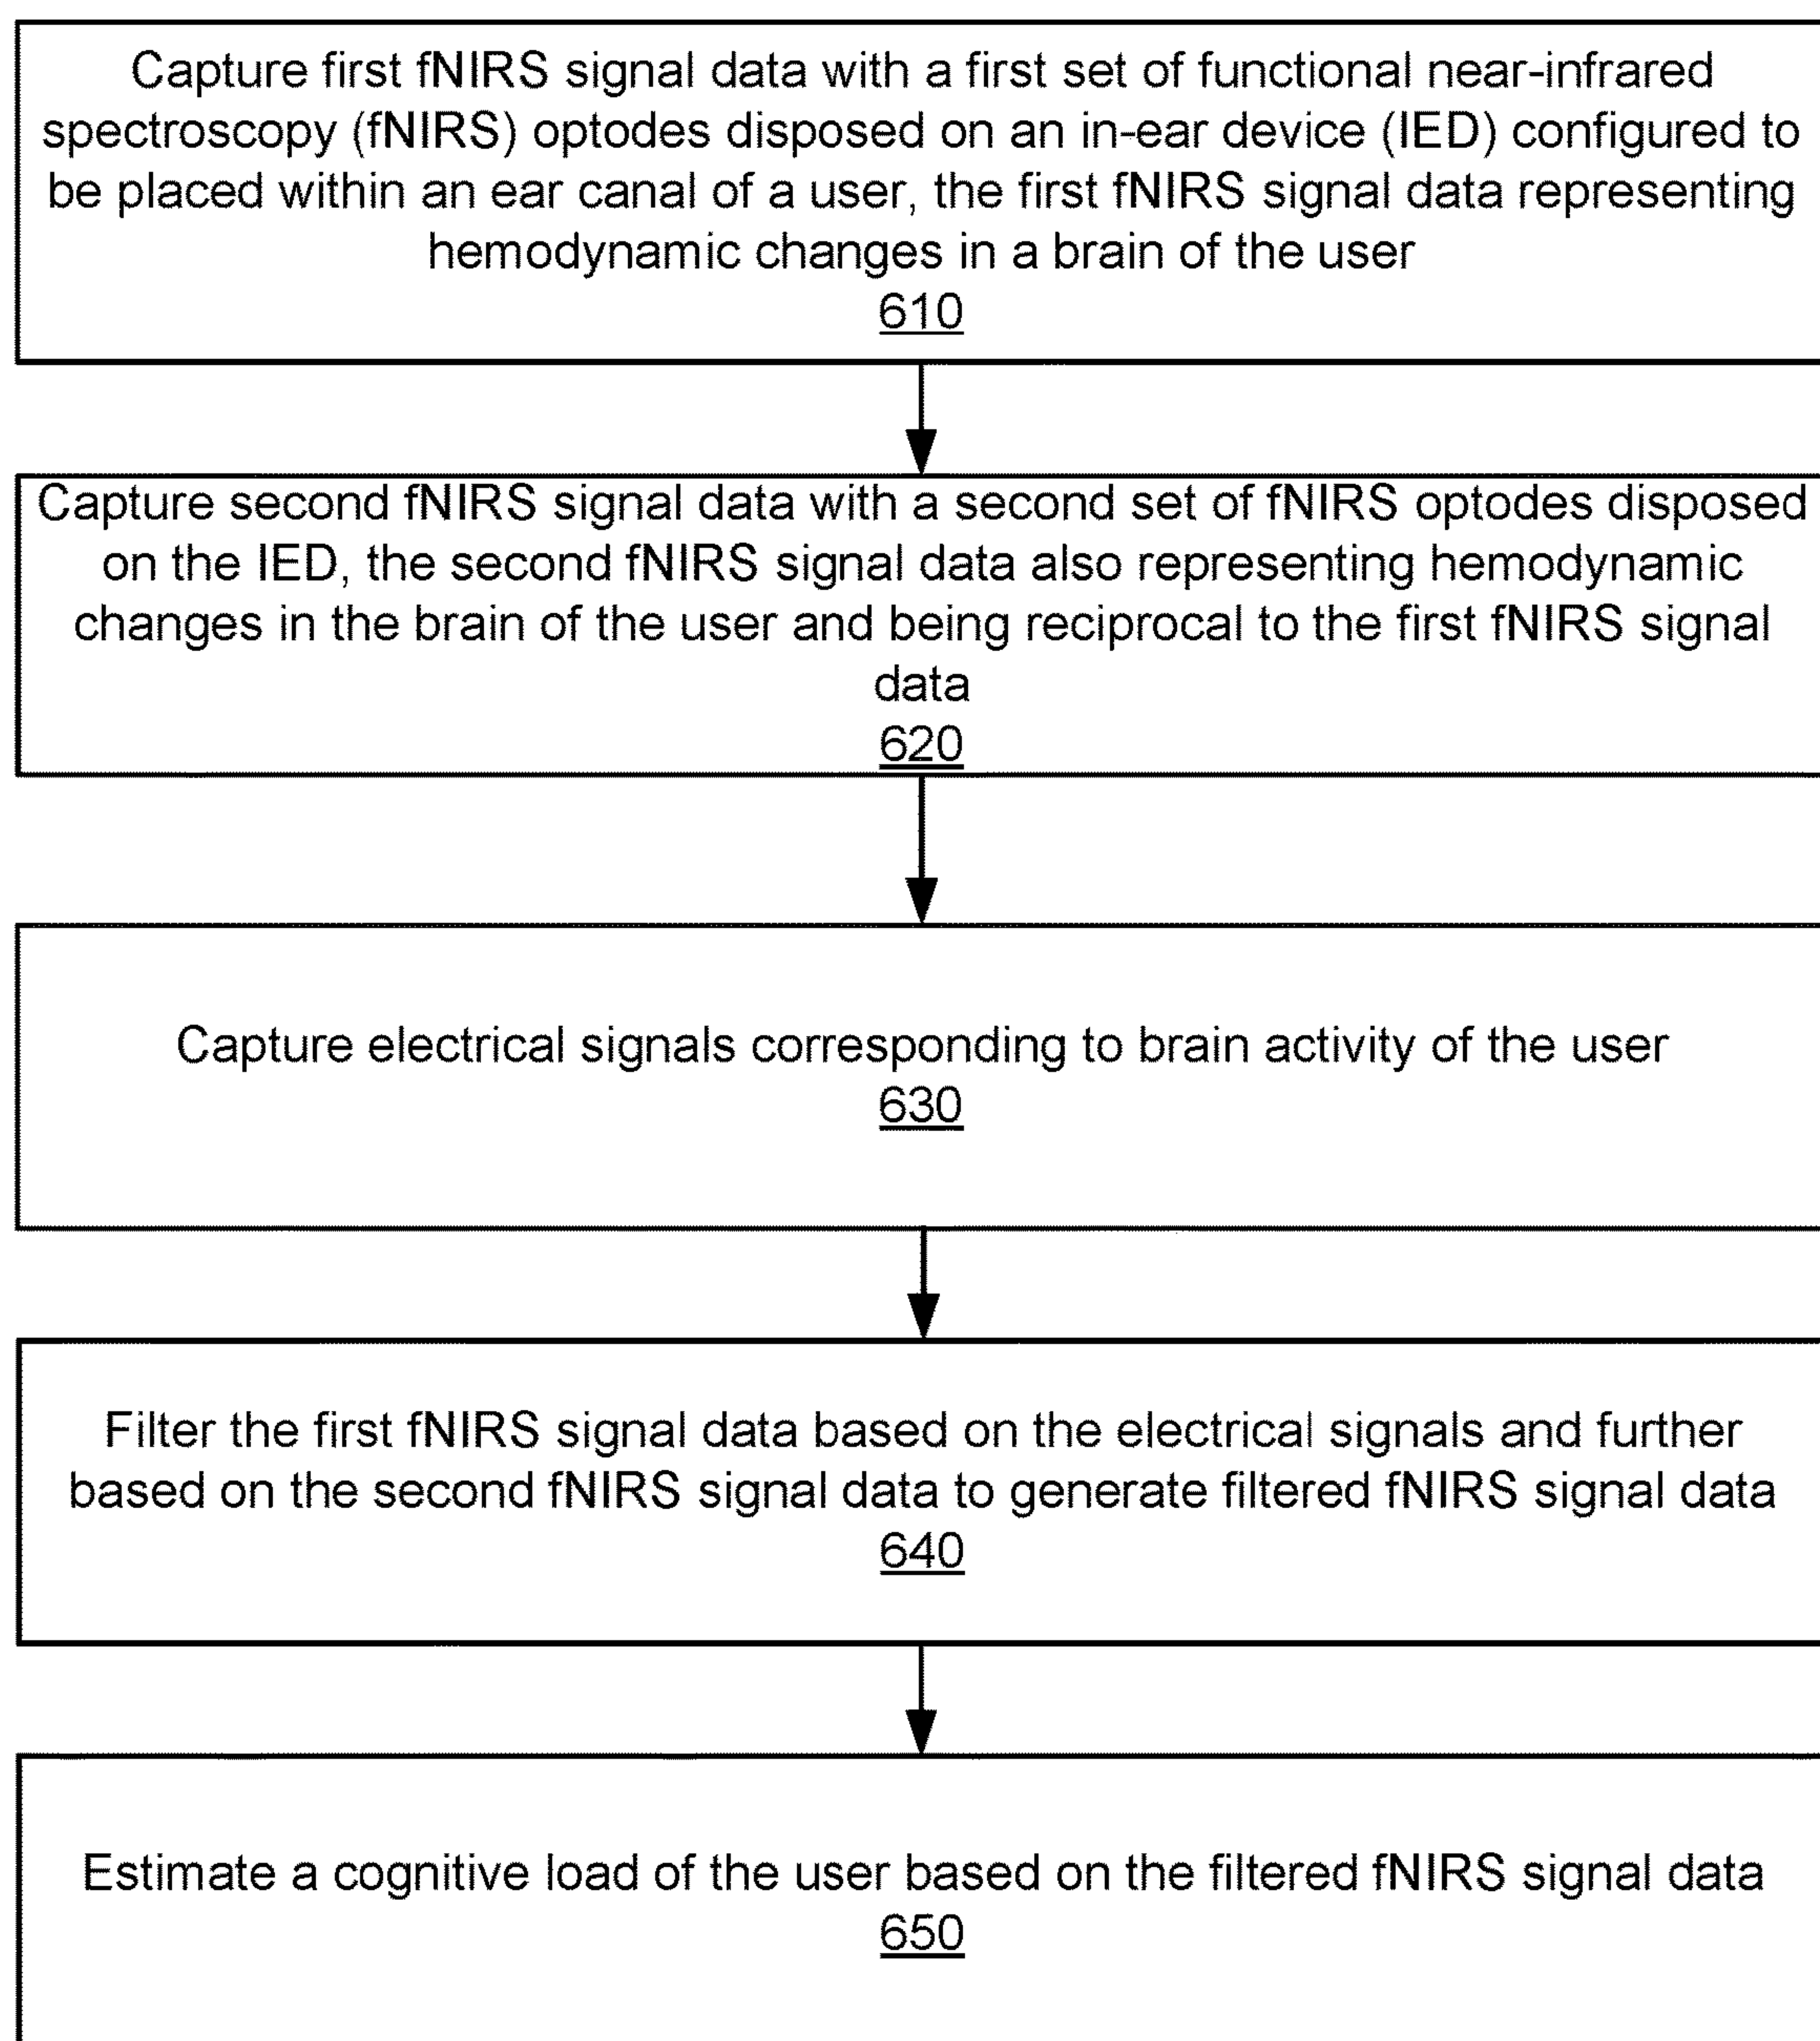 Capture first fNIRS signal data with a first set of functional near-infrared
spectroscopy (fNIRS) optodes disposed on an in-ear device (IED) configured to
be placed within an ear canal of a user, the first fNIRS signal data representing
hemodynamic changes in a brain of the user
610
Capture second fNIRS signal data with a second set of fNIRS optodes disposed
on the IED, the second fNIRS signal data also representing hemodynamic
changes in the brain of the user and being reciprocal to the first fNIRS signal
data
620
Capture electrical signals corresponding to brain activity of the user
630
Filter the first fNIRS signal data based on the electrical signals and further
based on the second fNIRS signal data to generate filtered fNIRS signal data
640
Estimate a cognitive load of the user based on the filtered fNIRS signal data
650